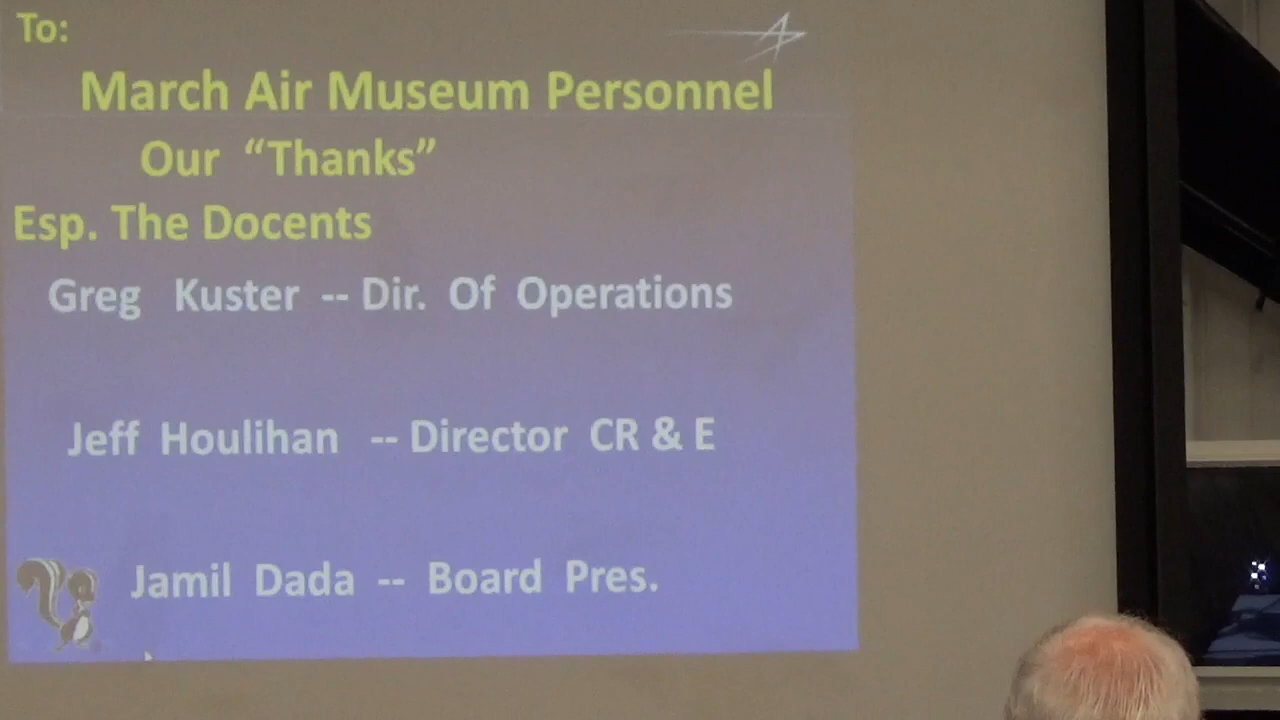 To:
March Air Museum Personnel
Our “Thanks”
Esp. The Docents
Greg Kuster -- Dir. Of Operations
Jeff Houlihan -- Director CR & E
Jamil Dada -- Board Pres.